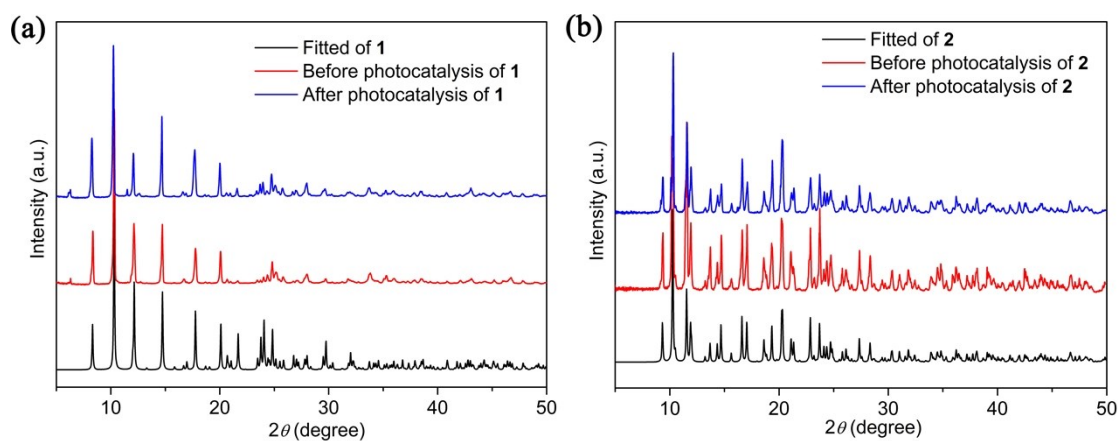 (a)
Fitted of 1
Before photocatalysis of 1
After photocatalysis of 1
Intensity (a.u.)
10 20 30 40 50
2θ (degree)
(b)
Fitted of 2
Before photocatalysis of 2
After photocatalysis of 2
Intensity (a.u.)
10 20 30 40 50
2θ (degree)